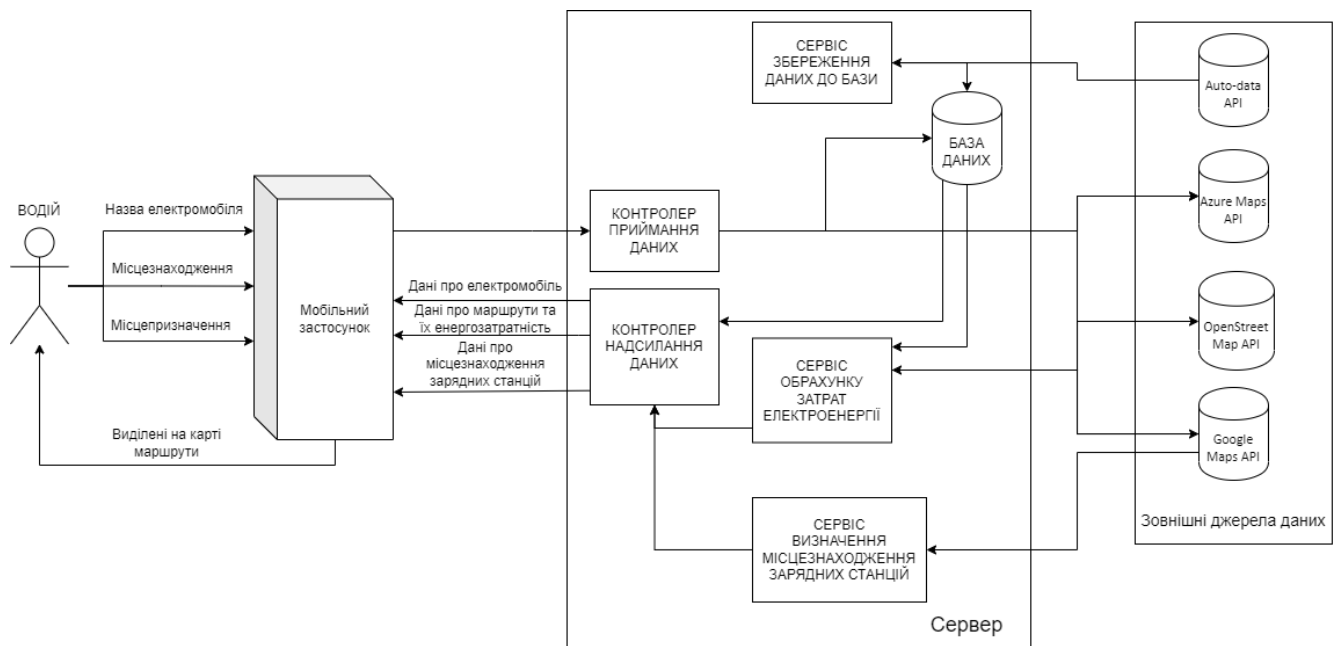 ВОДІЙ
Назва електромобіля
Місцезнаходження
Місцепризначення
Виділені на карті
маршрути
Мобільний
застосунок
Дані про електромобіль
Дані про маршрути та
їх енергозатратність
Дані про
місцезнаходження
зарядних станцій
КОНТРОЛЕР
ПРИЙМАННЯ
ДАНИХ
КОНТРОЛЕР
НАДСИЛАННЯ
ДАНИХ
СЕРВІС
ЗБЕРЕЖЕННЯ
ДАНИХ ДО БАЗИ
БАЗА
ДАНИХ
СЕРВІС
ОБРАХУНКУ
ЗАТРАТ
ЕЛЕКТРОЕНЕРГІЇ
СЕРВІС
ВИЗНАЧЕННЯ
МІСЦЕЗНАХОДЖЕННЯ
ЗАРЯДНИХ СТАНЦІЙ
Сервер
Auto-data
API
Azure Maps
API
OpenStreet
Map API
Google
Maps API
Зовнішні джерела даних